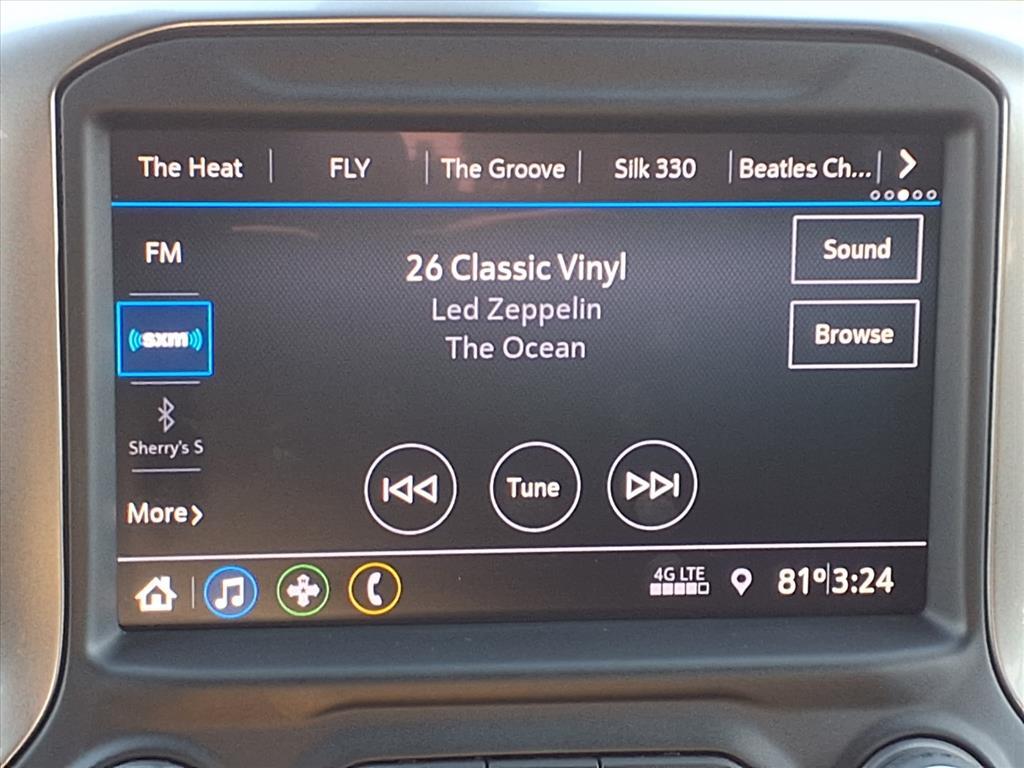 The Heat FLY The Groove Silk 330 Beatles Ch...
FM
26 Classic Vinyl
Led Zeppelin
The Ocean
Sound
Browse
sxm
Sherry's S
More
Tune
4G LTE
81° 3:24